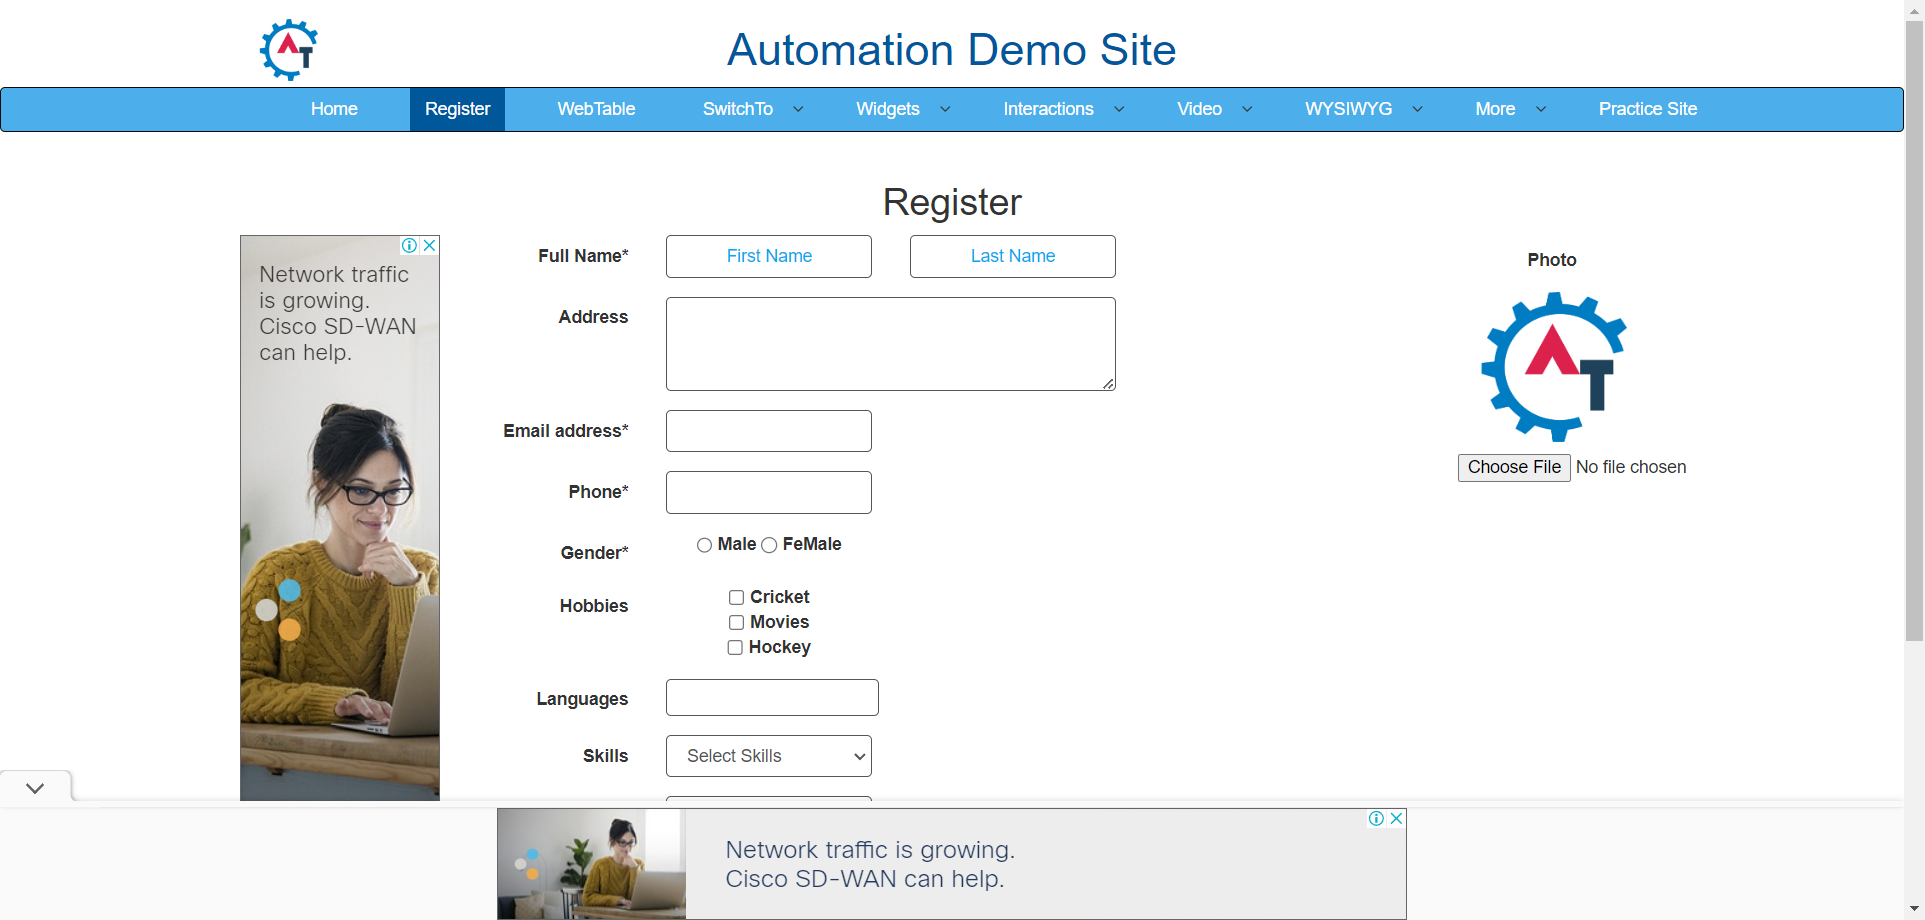 Automation Demo Site
Home Register WebTable SwitchTo Widgets Interactions Video WYSIWYG More Practice Site
Register
Network traffic
is growing.
Cisco SD-WAN
can help.
Full Name* First Name Last Name
Address
Email address*
Phone*
Gender* Male FeMale
Hobbies
Cricket
Movies
Hockey
Languages
Skills Select Skills
Photo
AT
Choose File No file chosen
Network traffic is growing.
Cisco SD-WAN can help.